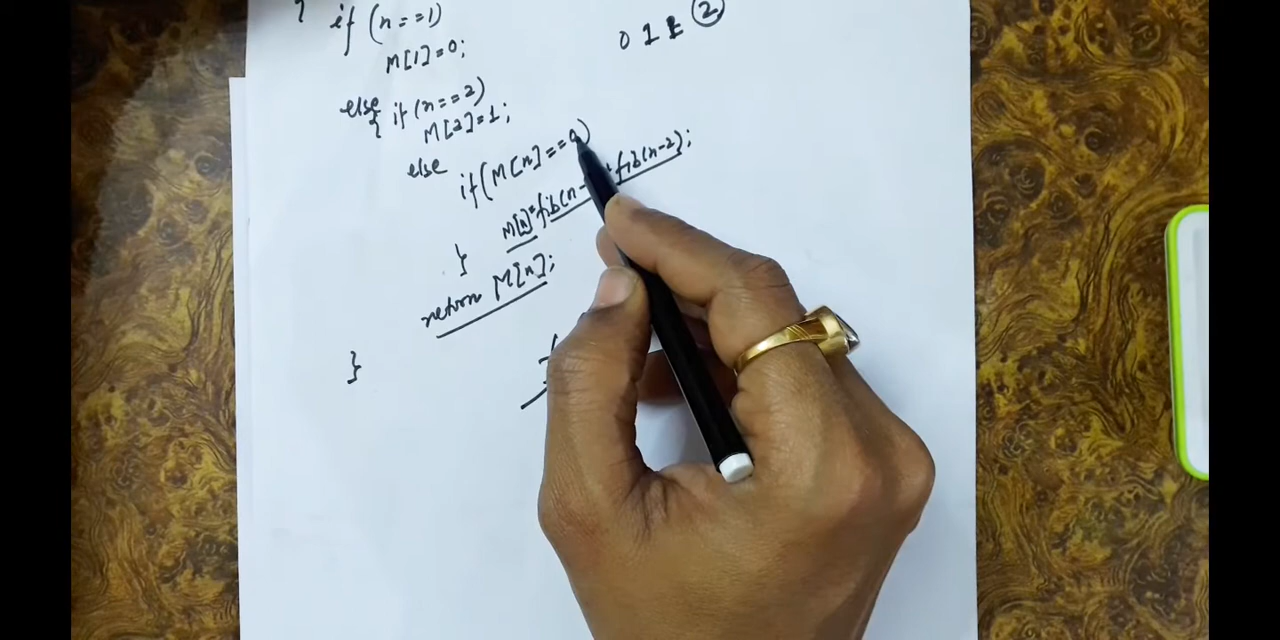 { if (n==1)
M[1]=0;
0 1 1 2
else
{ if (n==2)
M[2]=1;
else
if (M[n]==0)
M[n]=fib(n- fib(n-2);
}
return M[n];
}